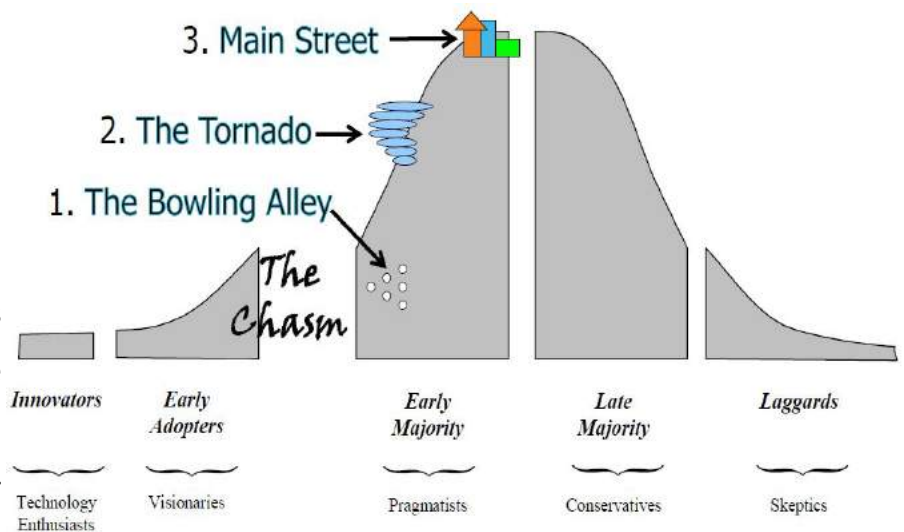 3. Main Street
2. The Tornado
1. The Bowling Alley
The
Chasm
Innovators
Early
Adopters
Early
Majority
Late
Majority
Laggards
Technology
Enthusiasts
Visionaries
Pragmatists
Conservatives
Skeptics